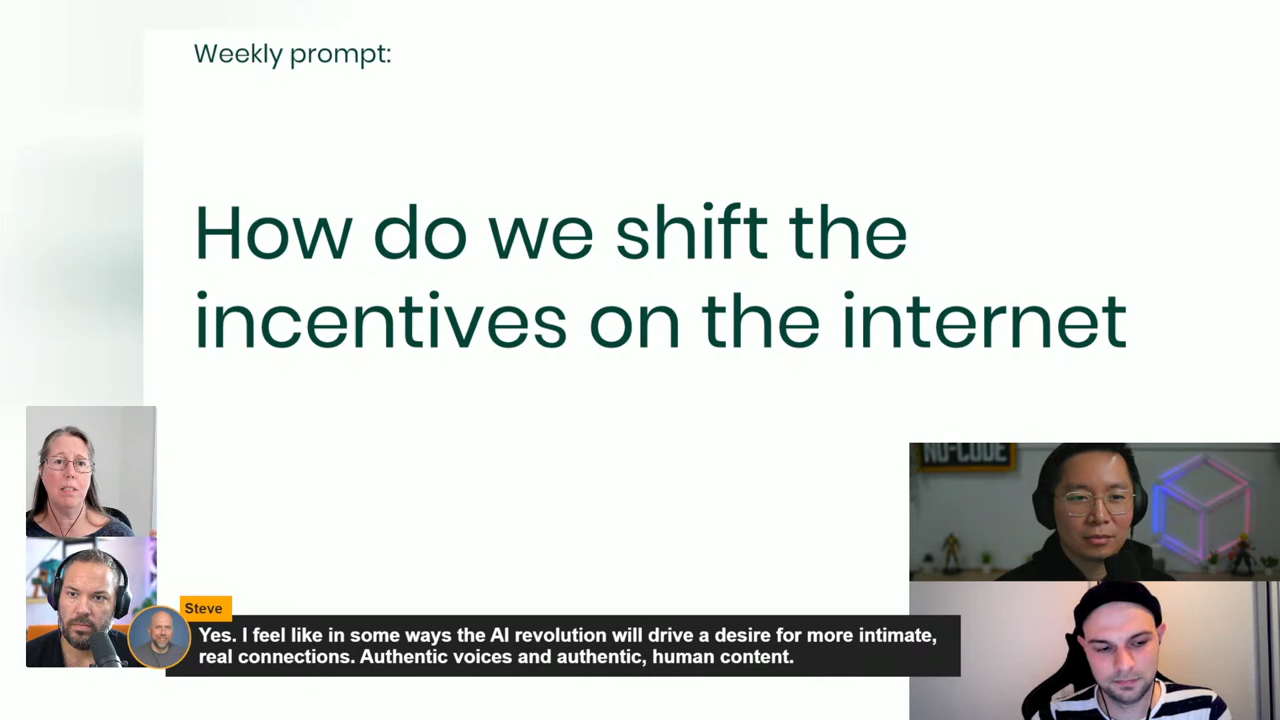 Weekly prompt:
How do we shift the
incentives on the internet
NO-CODE
Steve
Yes. I feel like in some ways the AI revolution will drive a desire for more intimate,
real connections. Authentic voices and authentic, human content.